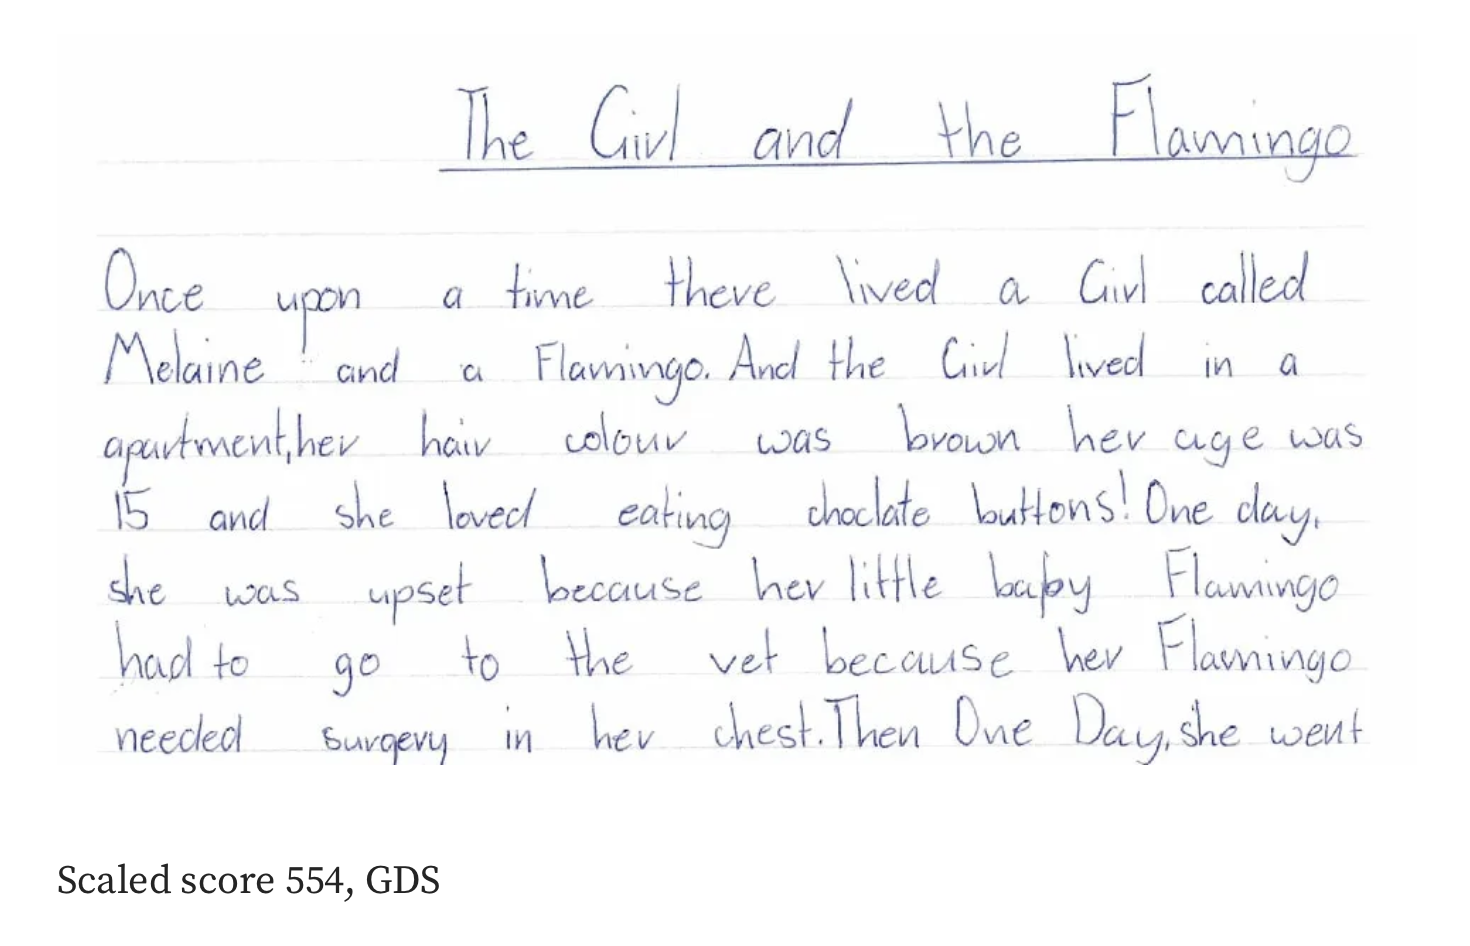 The Girl and the Flamingo
Once upon a time there lived a Girl called
Melaine and a Flamingo. And the Girl lived in a
apartment,her hair colour was brown her age was
15 and she loved eating choclate buttons! One day,
she was upset because her little baby Flamingo
had to go to the vet because her Flamingo
needed surgery in her chest. Then One Day, she went
Scaled score 554, GDS